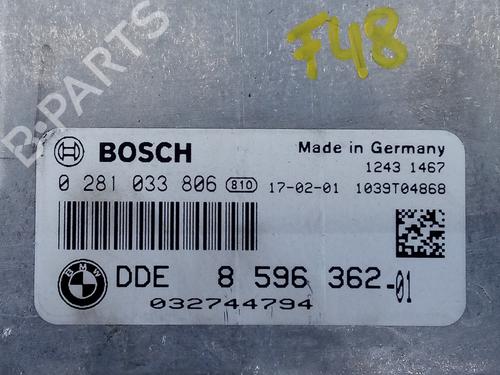 F48
B-PARTS
BOSCH
Made in Germany
1243 1467
0 281 033 806 810 17-02-01 1039T04868
BMW
DDE 8 596 362-01
032744794